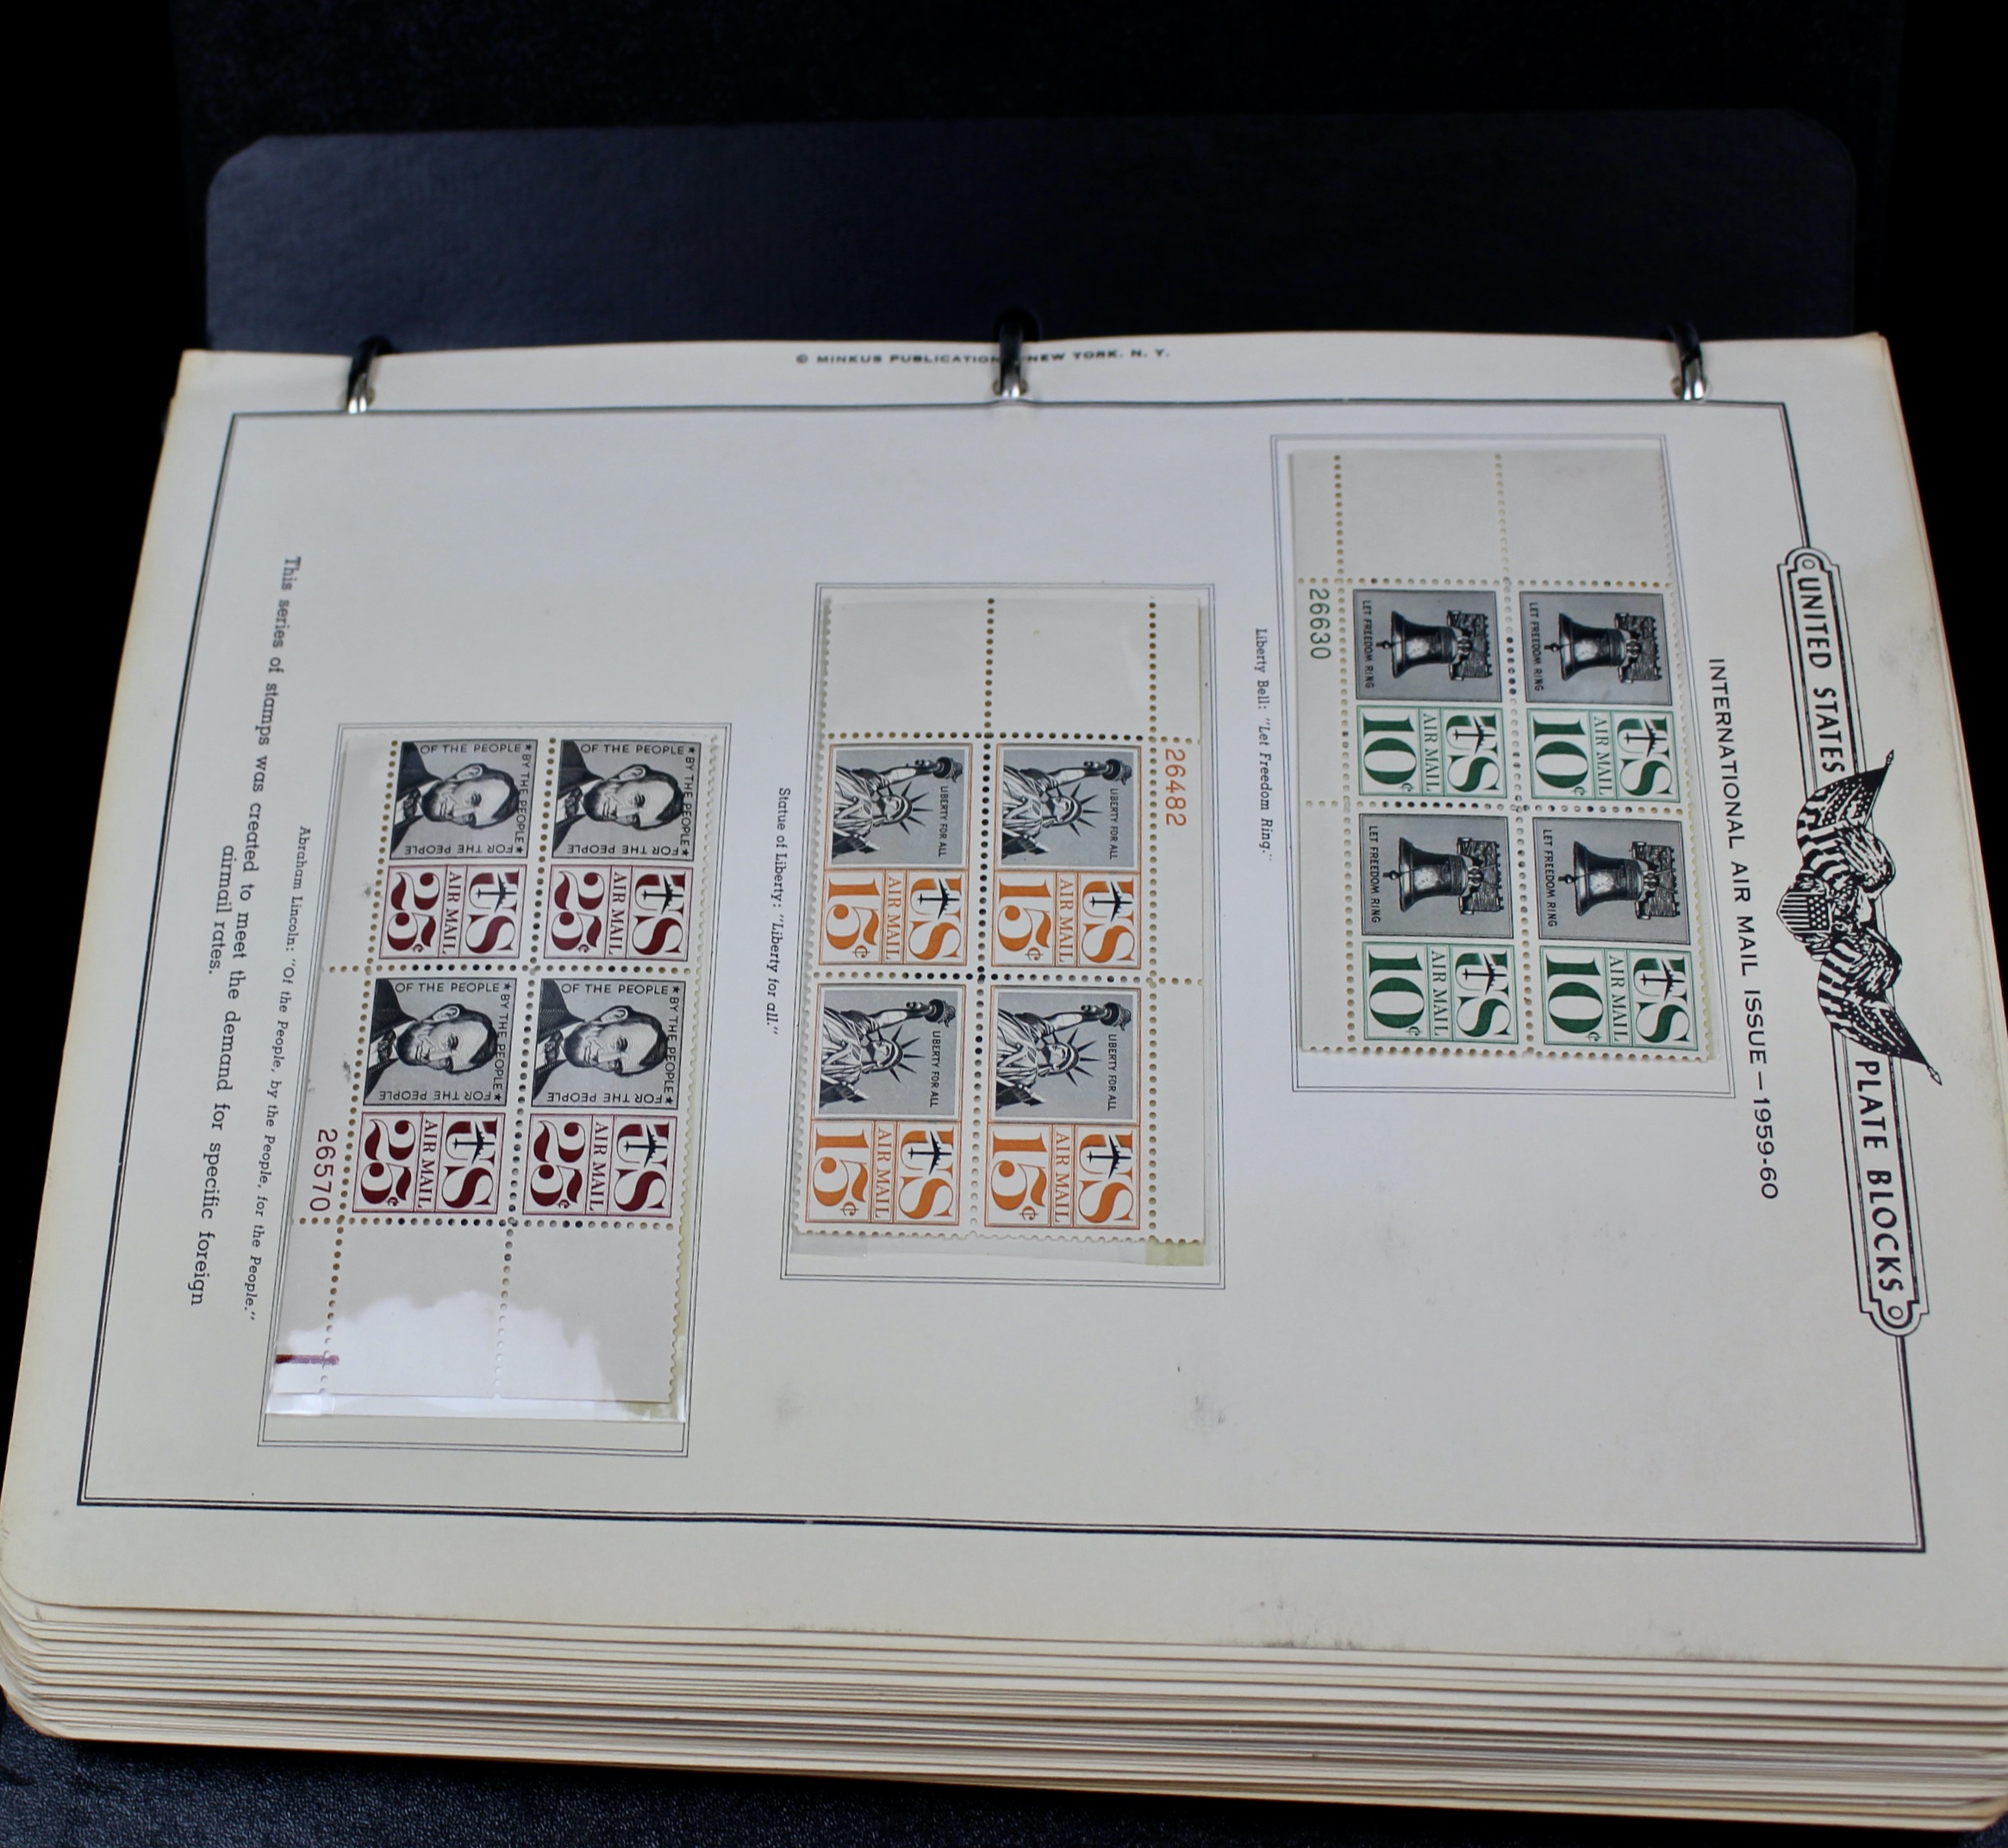 UNITED STATES PLATE BLOCKS
INTERNATIONAL AIR MAIL ISSUE — 1959-60
LET FREEDOM RING
US
AIR MAIL
10¢
LET FREEDOM RING
US
AIR MAIL
10¢
LET FREEDOM RING
US
AIR MAIL
10¢
LET FREEDOM RING
US
AIR MAIL
10¢
26630
Liberty Bell: "Let Freedom Ring."
26482
LIBERTY FOR ALL
US
AIR MAIL
15¢
LIBERTY FOR ALL
US
AIR MAIL
15¢
LIBERTY FOR ALL
US
AIR MAIL
15¢
LIBERTY FOR ALL
US
AIR MAIL
15¢
Statue of Liberty: "Liberty for all."
OF THE PEOPLE ★ BY THE PEOPLE ★ FOR THE PEOPLE
US
AIR MAIL
25¢
OF THE PEOPLE ★ BY THE PEOPLE ★ FOR THE PEOPLE
US
AIR MAIL
25¢
OF THE PEOPLE ★ BY THE PEOPLE ★ FOR THE PEOPLE
US
AIR MAIL
25¢
OF THE PEOPLE ★ BY THE PEOPLE ★ FOR THE PEOPLE
US
AIR MAIL
25¢
26570
Abraham Lincoln: "Of the People, by the People, for the People."
This series of stamps was created to meet the demand for specific foreign
airmail rates.
© MINKUS PUBLICATION NEW YORK. N. Y.